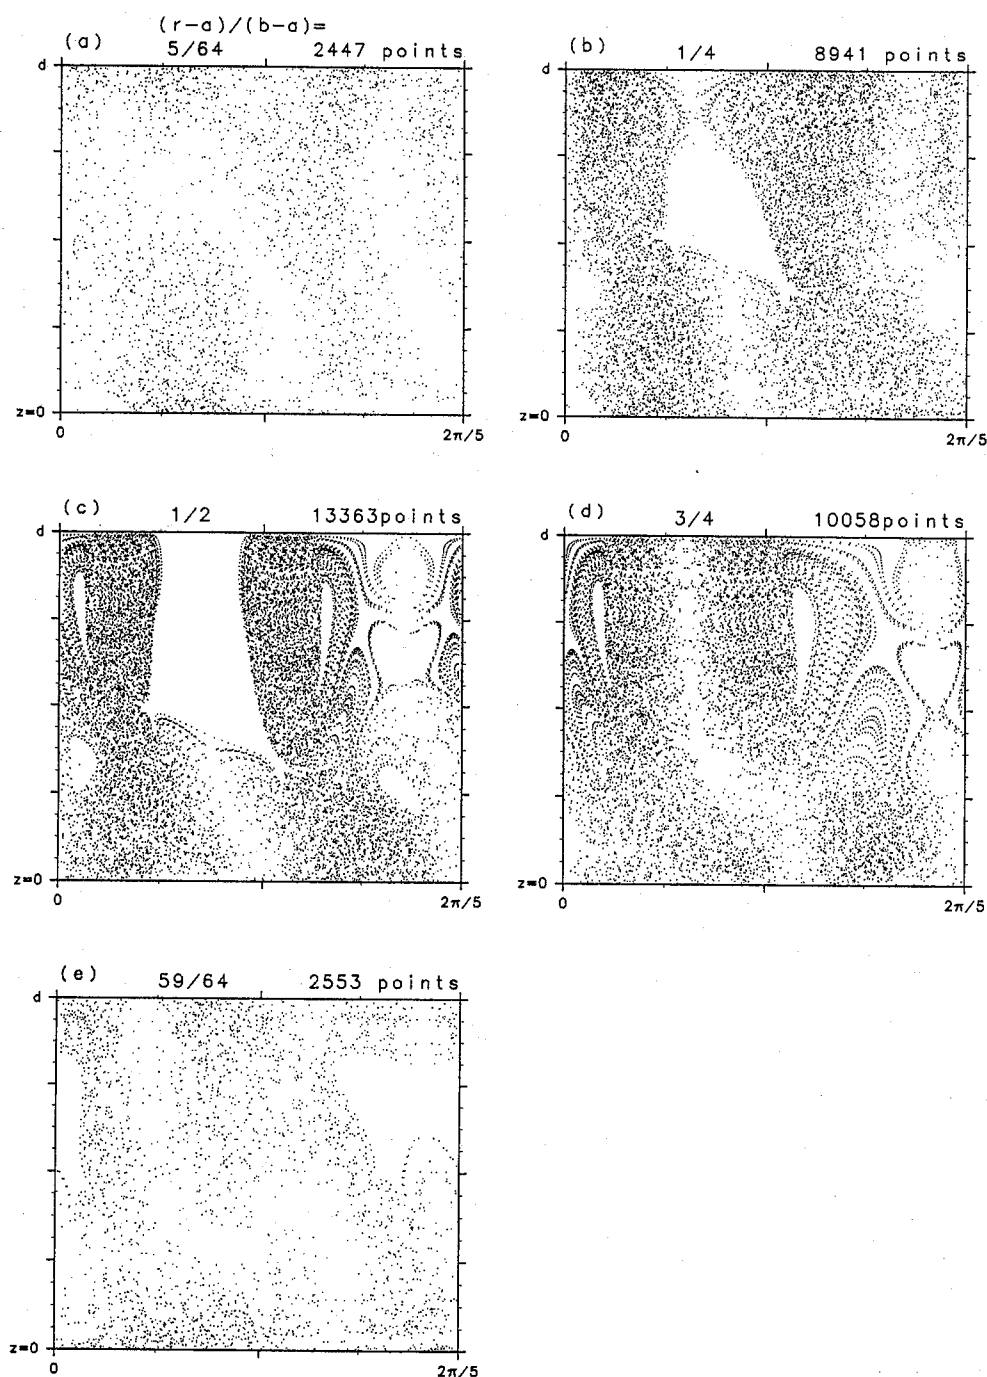 (r-a)/(b-a)=
(a) 5/64 2447 points
d
z=0
0 2π/5
(b) 1/4 8941 points
d
z=0
0 2π/5
(c) 1/2 13363points
d
z=0
0 2π/5
(d) 3/4 10058points
d
z=0
0 2π/5
(e) 59/64 2553 points
d
z=0
0 2π/5